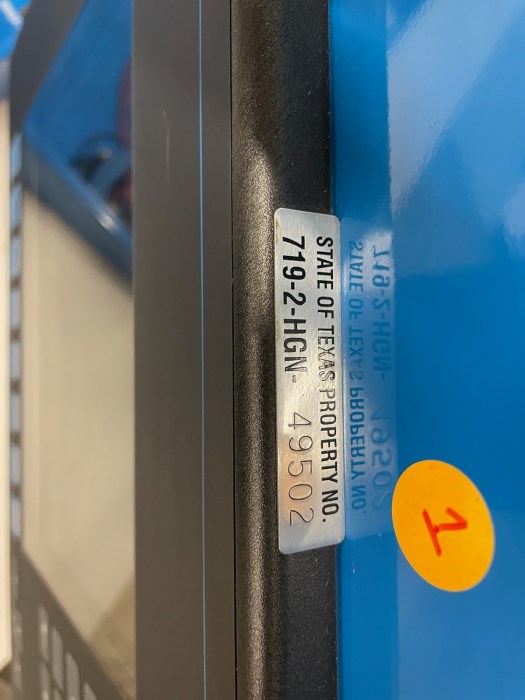 STATE OF TEXAS PROPERTY NO.
719-2-HGN- 49502
1